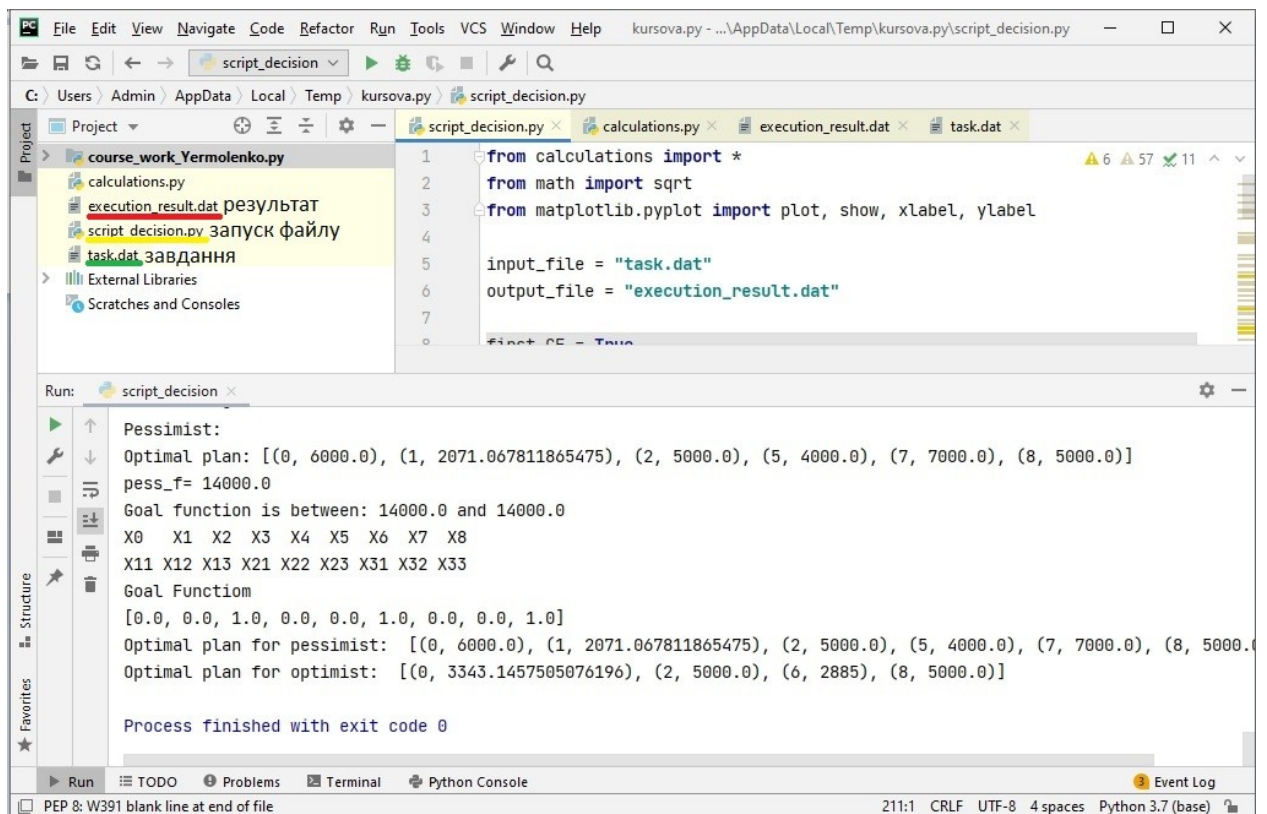 PC File Edit View Navigate Code Refactor Run Tools VCS Window Help kursova.py - ...\AppData\Local\Temp\kursova.py\script_decision.py
script_decision
C: Users Admin AppData Local Temp kursova.py script_decision.py
Project
Project
script_decision.py calculations.py execution_result.dat task.dat
course_work_Yermolenko.py
calculations.py
execution_result.dat результат
script_decision.py запуск файлу
task.dat завдання
External Libraries
Scratches and Consoles
1 from calculations import *
2 from math import sqrt
3 from matplotlib.pyplot import plot, show, xlabel, ylabel
4
5 input_file = "task.dat"
6 output_file = "execution_result.dat"
7
8 first_CF = True
6 57 11
Run: script_decision
Pessimist:
Optimal plan: [(0, 6000.0), (1, 2071.067811865475), (2, 5000.0), (5, 4000.0), (7, 7000.0), (8, 5000.0)]
pess_f= 14000.0
Goal function is between: 14000.0 and 14000.0
X0 X1 X2 X3 X4 X5 X6 X7 X8
X11 X12 X13 X21 X22 X23 X31 X32 X33
Goal Functiom
[0.0, 0.0, 1.0, 0.0, 0.0, 1.0, 0.0, 0.0, 1.0]
Optimal plan for pessimist: [(0, 6000.0), (1, 2071.067811865475), (2, 5000.0), (5, 4000.0), (7, 7000.0), (8, 5000.
Optimal plan for optimist: [(0, 3343.1457505076196), (2, 5000.0), (6, 2885), (8, 5000.0)]
Process finished with exit code 0
Structure
Favorites
Run TODO Problems Terminal Python Console 3 Event Log
PEP 8: W391 blank line at end of file 211:1 CRLF UTF-8 4 spaces Python 3.7 (base)